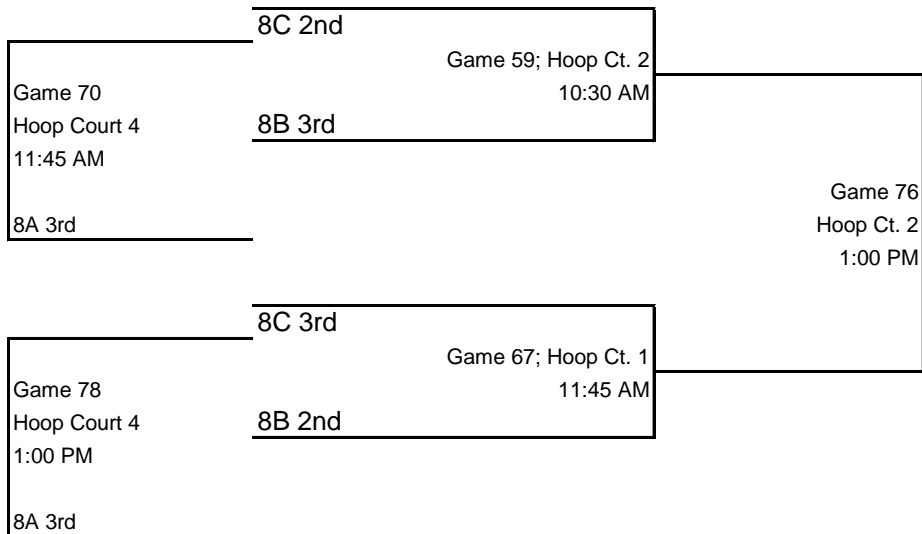 8C 2nd
Game 59; Hoop Ct. 2
Game 70
10:30 AM
Hoop Court 4
8B 3rd
11:45 AM
Game 76
8A 3rd
Hoop Ct. 2
1:00 PM
8C 3rd
Game 67; Hoop Ct. 1
Game 78
11:45 AM
Hoop Court 4
8B 2nd
1:00 PM
8A 3rd